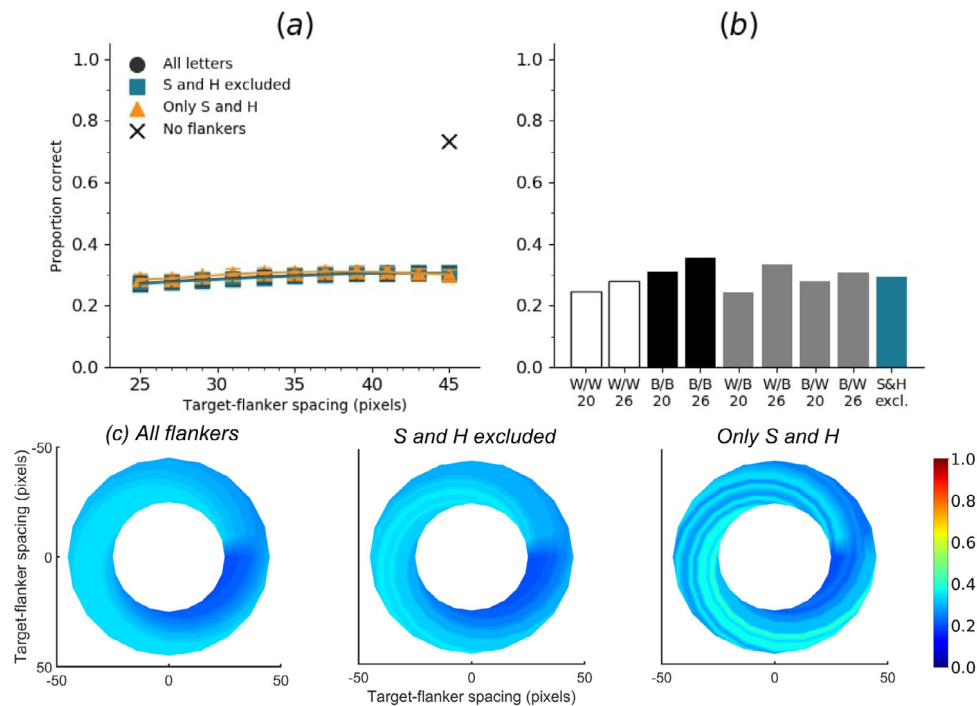 (a)
1.0
0.8
0.6
0.4
0.2
0.0
Proportion correct
All letters
S and H excluded
Only S and H
No flankers
25 30 35 40 45
Target-flanker spacing (pixels)
(b)
1.0
0.8
0.6
0.4
0.2
0.0
W/W W/W B/B B/B W/B W/B B/W B/W S&H
20 26 20 26 20 26 20 26 excl.
(c) All flankers
-50
0
50
Target-flanker spacing (pixels)
0 50
S and H excluded
-50 0 50
Target-flanker spacing (pixels)
Only S and H
-50 0 50
1.0
0.8
0.6
0.4
0.2
0.0